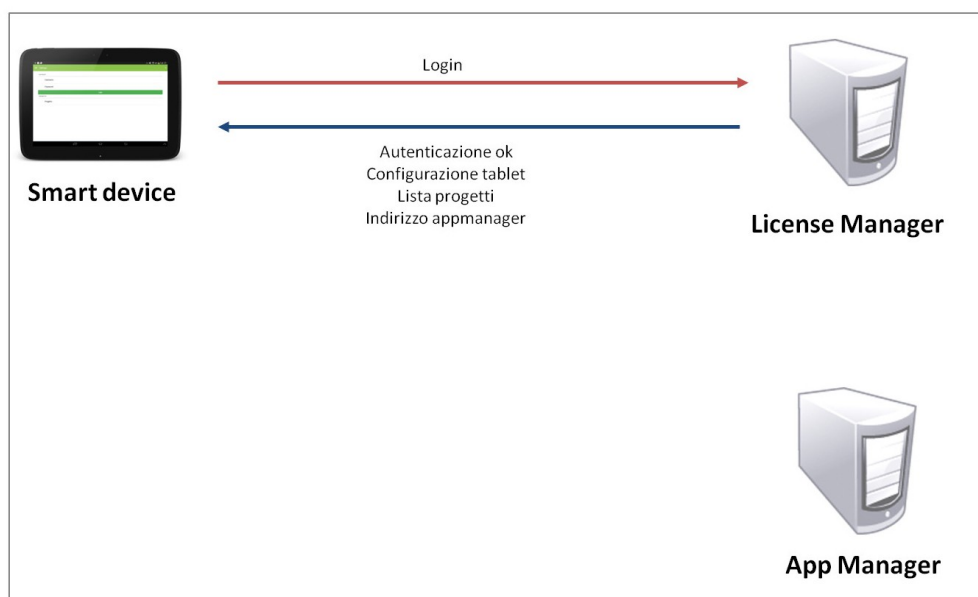 Login
Autenticazione ok
Configurazione tablet
Lista progetti
Indirizzo appmanager
Smart device
License Manager
App Manager